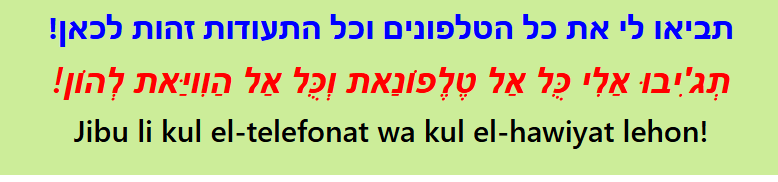 תביאו לי את כל הטלפונים וכל התעודות זהות לכאן!
תְגִ'יבוּ אַלִי כֻּל אַל טֶלֶפוֹנַאת וְכֻּל אַל הַוִויַאת לְהוֹן!
Jibu li kul el-telefonat wa kul el-hawiyat lehon!